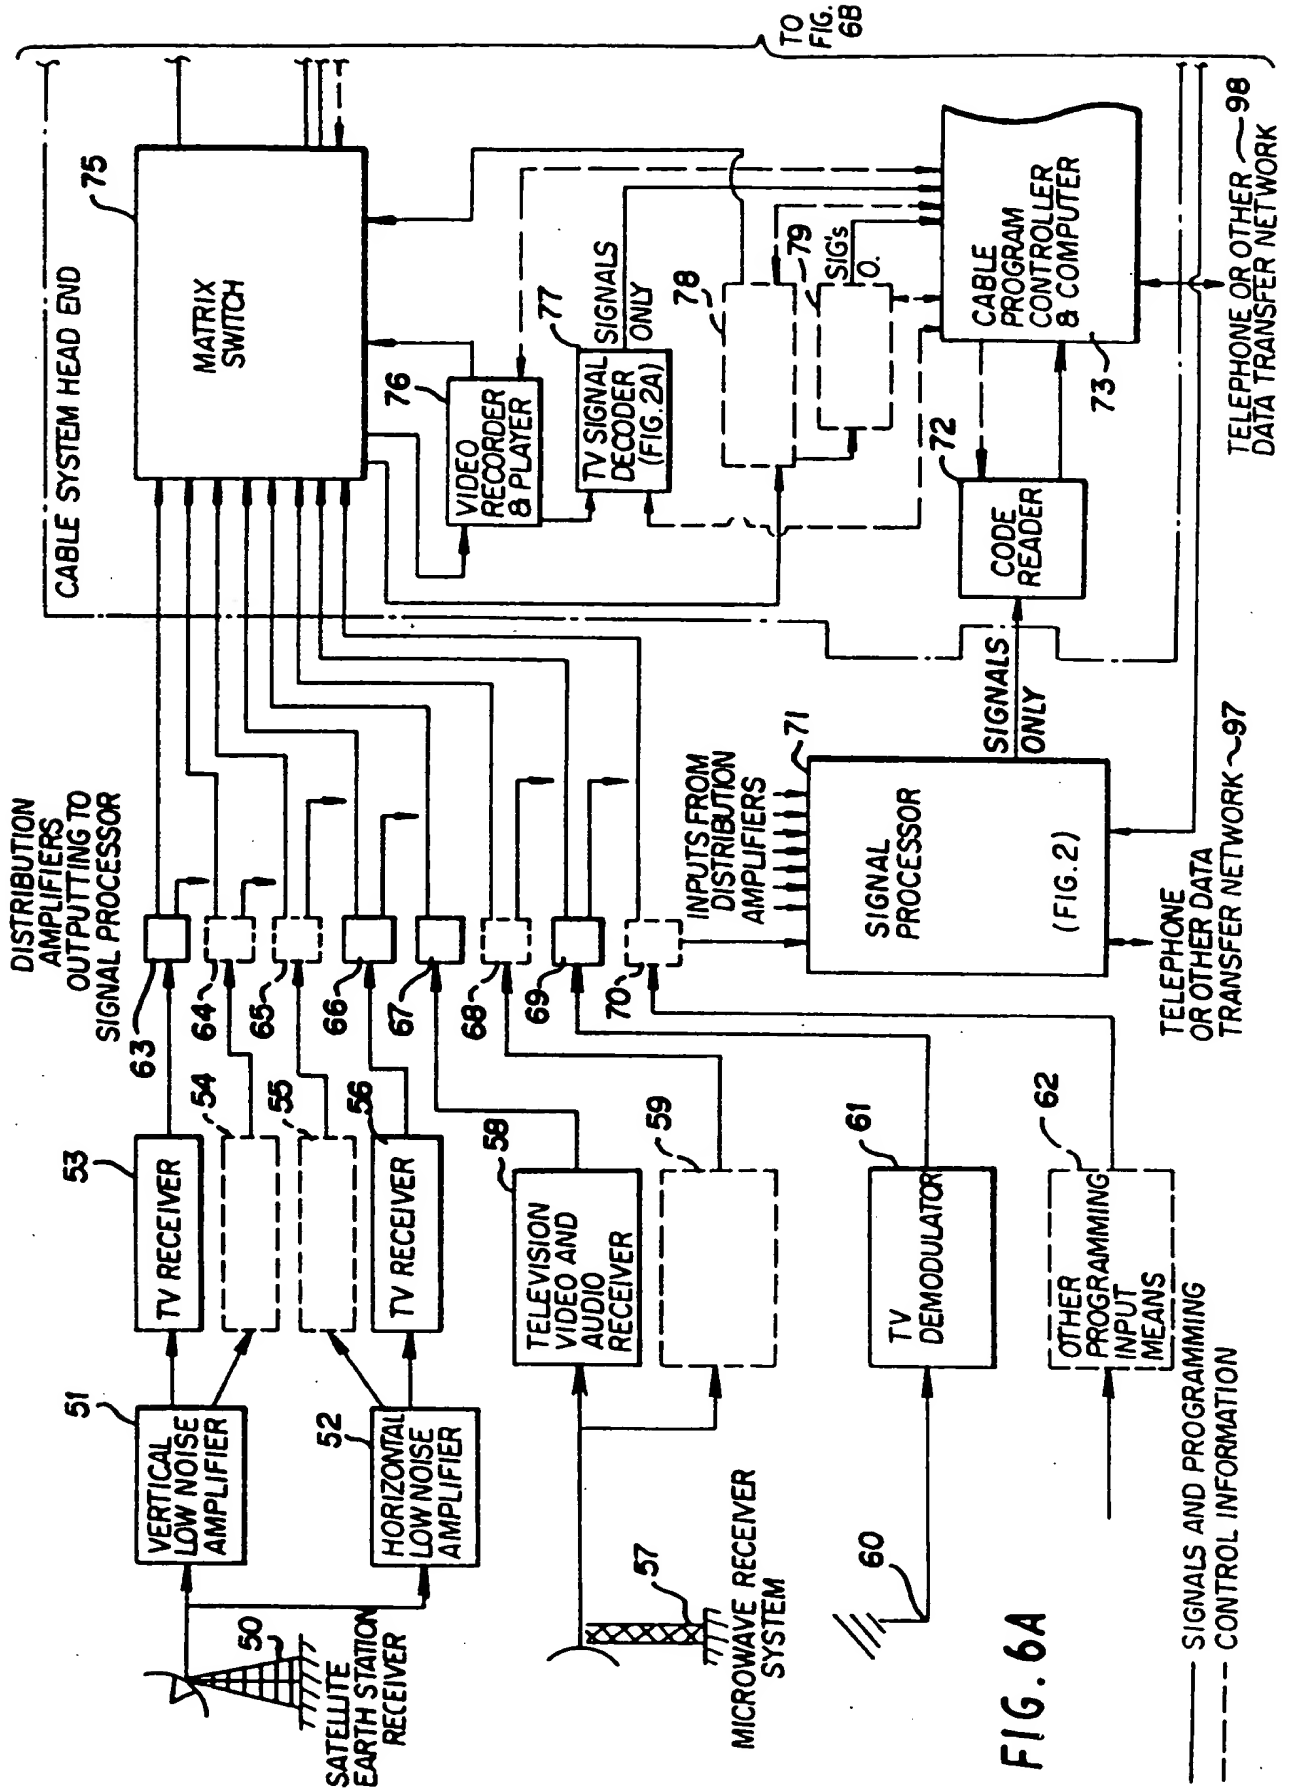 DISTRIBUTION
AMPLIFIERS
OUTPUTTING TO
SIGNAL PROCESSOR
CABLE SYSTEM HEAD END
75
MATRIX
SWITCH
TO
FIG.
6B
51
VERTICAL
LOW NOISE
AMPLIFIER
53
TV RECEIVER
54
55
56
TV RECEIVER
52
HORIZONTAL
LOW NOISE
AMPLIFIER
50
SATELLITE
EARTH STATION
RECEIVER
63
64
65
66
67
68
69
70
76
VIDEO
RECORDER
& PLAYER
77
TV SIGNAL
DECODER
(FIG. 2A)
SIGNALS
ONLY
78
79
SIG's
O.
58
TELEVISION
VIDEO AND
AUDIO
RECEIVER
59
57
MICROWAVE RECEIVER
SYSTEM
INPUTS FROM
DISTRIBUTION
AMPLIFIERS
71
SIGNAL
PROCESSOR
(FIG. 2)
SIGNALS
ONLY
72
CODE
READER
CABLE
PROGRAM
CONTROLLER
& COMPUTER
73
60
61
TV
DEMODULATOR
62
OTHER
PROGRAMMING
INPUT
MEANS
TELEPHONE
OR OTHER DATA
TRANSFER NETWORK 97
TELEPHONE OR OTHER 98
DATA TRANSFER NETWORK
FIG. 6A
SIGNALS AND PROGRAMMING
CONTROL INFORMATION